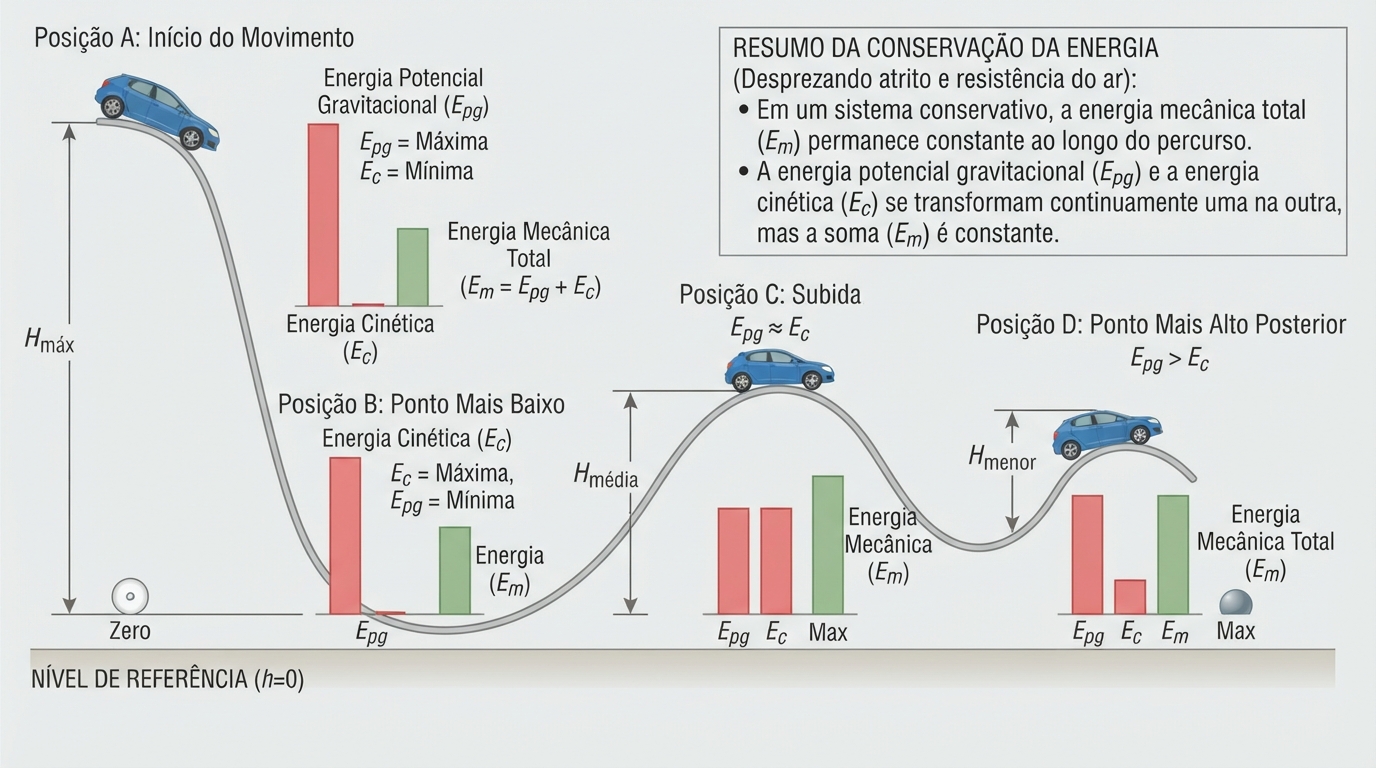 Posição A: Início do Movimento
Energia Potencial
Gravitacional (Epg)
Epg = Máxima
Ec = Mínima
Energia Mecânica
Total
(Em = Epg + Ec)
Energia Cinética
(Ec)
Hmáx
Zero
RESUMO DA CONSERVAÇÃO DA ENERGIA
(Desprezando atrito e resistência do ar):
• Em um sistema conservativo, a energia mecânica total
(Em) permanece constante ao longo do percurso.
• A energia potencial gravitacional (Epg) e a energia
cinética (Ec) se transformam continuamente uma na outra,
mas a soma (Em) é constante.
Posição B: Ponto Mais Baixo
Energia Cinética (Ec)
Ec = Máxima,
Epg = Mínima
Energia
(Em)
Epg
Posição C: Subida
Epg ≈ Ec
Hmédia
Energia
Mecânica
(Em)
Epg Ec Max
Posição D: Ponto Mais Alto Posterior
Epg > Ec
Hmenor
Energia
Mecânica Total
(Em)
Epg Ec Em Max
NÍVEL DE REFERÊNCIA (h=0)